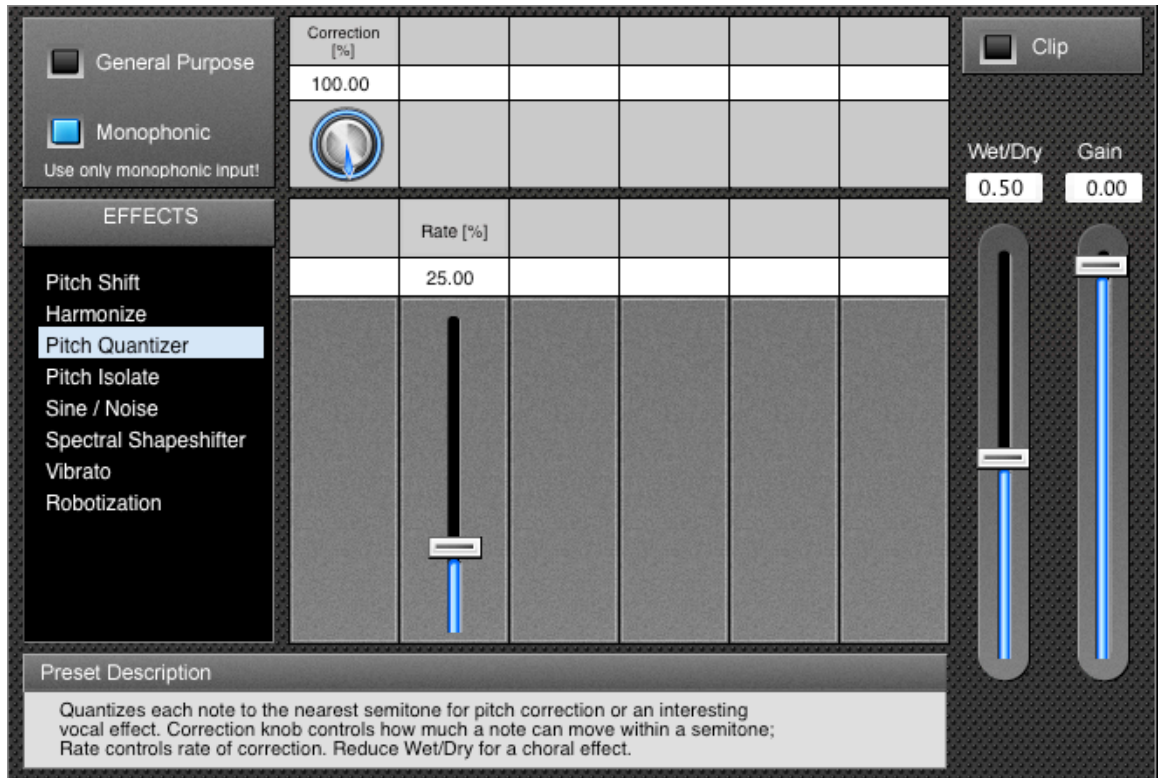 General Purpose
Monophonic
Use only monophonic input!
Correction
[%]
100.00
Clip
Wet/Dry
Gain
0.50
0.00
EFFECTS
Pitch Shift
Harmonize
Pitch Quantizer
Pitch Isolate
Sine / Noise
Spectral Shapeshifter
Vibrato
Robotization
Rate [%]
25.00
Preset Description
Quantizes each note to the nearest semitone for pitch correction or an interesting
vocal effect. Correction knob controls how much a note can move within a semitone;
Rate controls rate of correction. Reduce Wet/Dry for a choral effect.